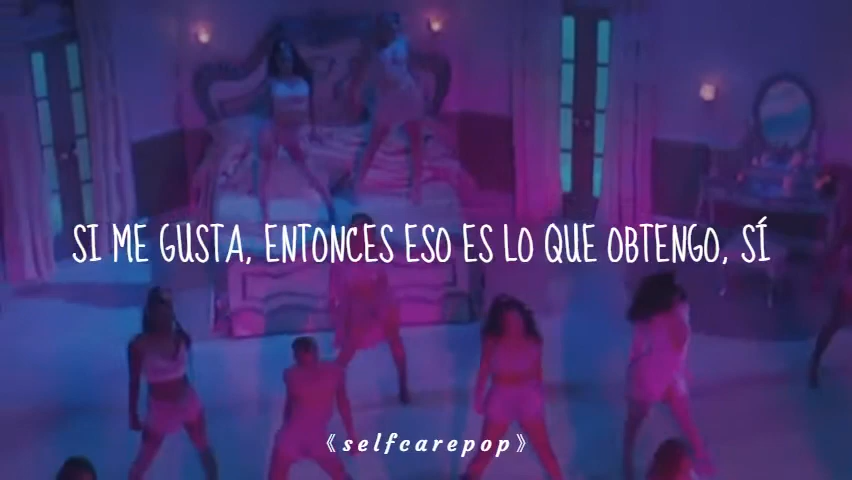 SI ME GUSTA, ENTONCES ESO ES LO QUE OBTENGO, SÍ
《selfcarepop》